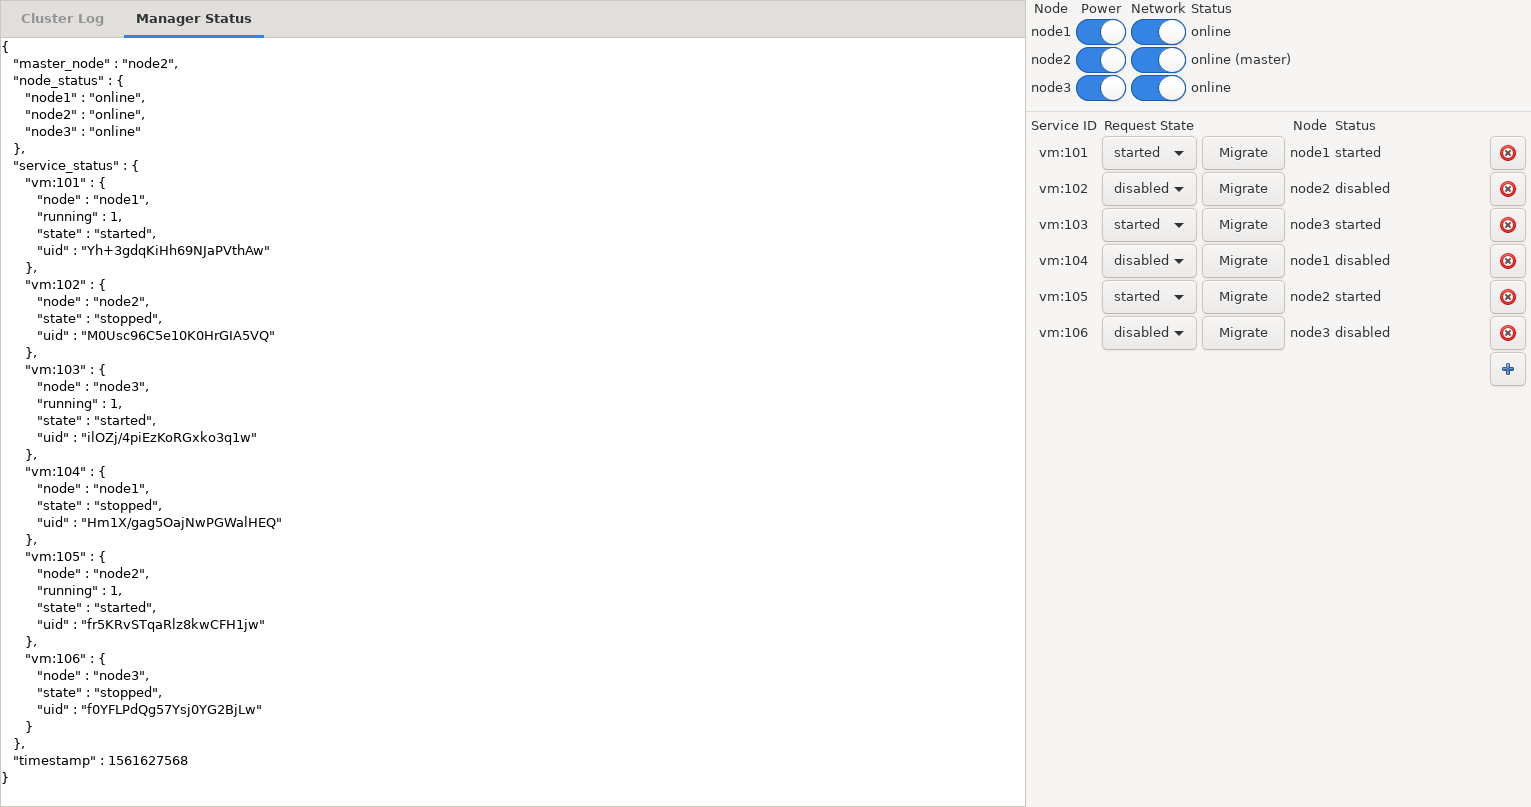 Cluster Log Manager Status
{
"master_node" : "node2",
"node_status" : {
"node1" : "online",
"node2" : "online",
"node3" : "online"
},
"service_status" : {
"vm:101" : {
"node" : "node1",
"running" : 1,
"state" : "started",
"uid" : "Yh+3gdqKiHh69NJaPVthAw"
},
"vm:102" : {
"node" : "node2",
"state" : "stopped",
"uid" : "M0Usc96C5e10K0HrGIA5VQ"
},
"vm:103" : {
"node" : "node3",
"running" : 1,
"state" : "started",
"uid" : "ilOZj/4piEzKoRGxko3q1w"
},
"vm:104" : {
"node" : "node1",
"state" : "stopped",
"uid" : "Hm1X/gag5OajNwPGWalHEQ"
},
"vm:105" : {
"node" : "node2",
"running" : 1,
"state" : "started",
"uid" : "fr5KRvSTqaRlz8kwCFH1jw"
},
"vm:106" : {
"node" : "node3",
"state" : "stopped",
"uid" : "f0YFLPdQg57Ysj0YG2BjLw"
}
},
"timestamp" : 1561627568
}
Node Power Network Status
node1 online
node2 online (master)
node3 online
Service ID Request State Node Status
vm:101 started Migrate node1 started
vm:102 disabled Migrate node2 disabled
vm:103 started Migrate node3 started
vm:104 disabled Migrate node1 disabled
vm:105 started Migrate node2 started
vm:106 disabled Migrate node3 disabled